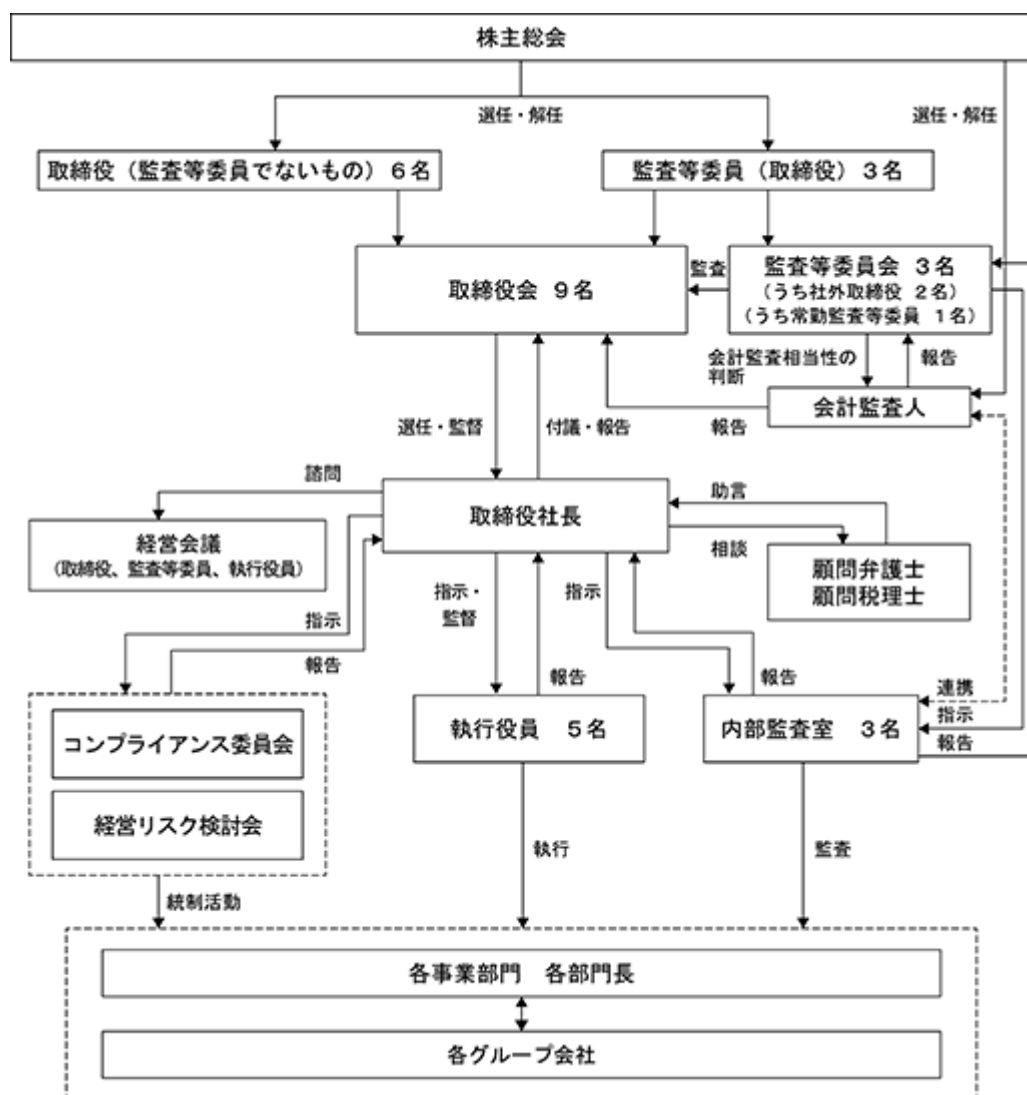 株主総会
選任・解任
選任・解任
取締役（監査等委員でないもの）６名
監査等委員（取締役）３名
取締役会　９名
監査
監査等委員会　３名
（うち社外取締役　２名）
（うち常勤監査等委員　１名）
会計監査相当性の
判断
報告
会計監査人
報告
選任・監督
付議・報告
諮問
取締役社長
助言
相談
経営会議
（取締役、監査等委員、執行役員）
顧問弁護士
顧問税理士
指示
報告
指示・
監督
報告
指示
報告
連携
指示
報告
コンプライアンス委員会
経営リスク検討会
執行役員　５名
内部監査室　３名
統制活動
執行
監査
各事業部門　各部門長
各グループ会社